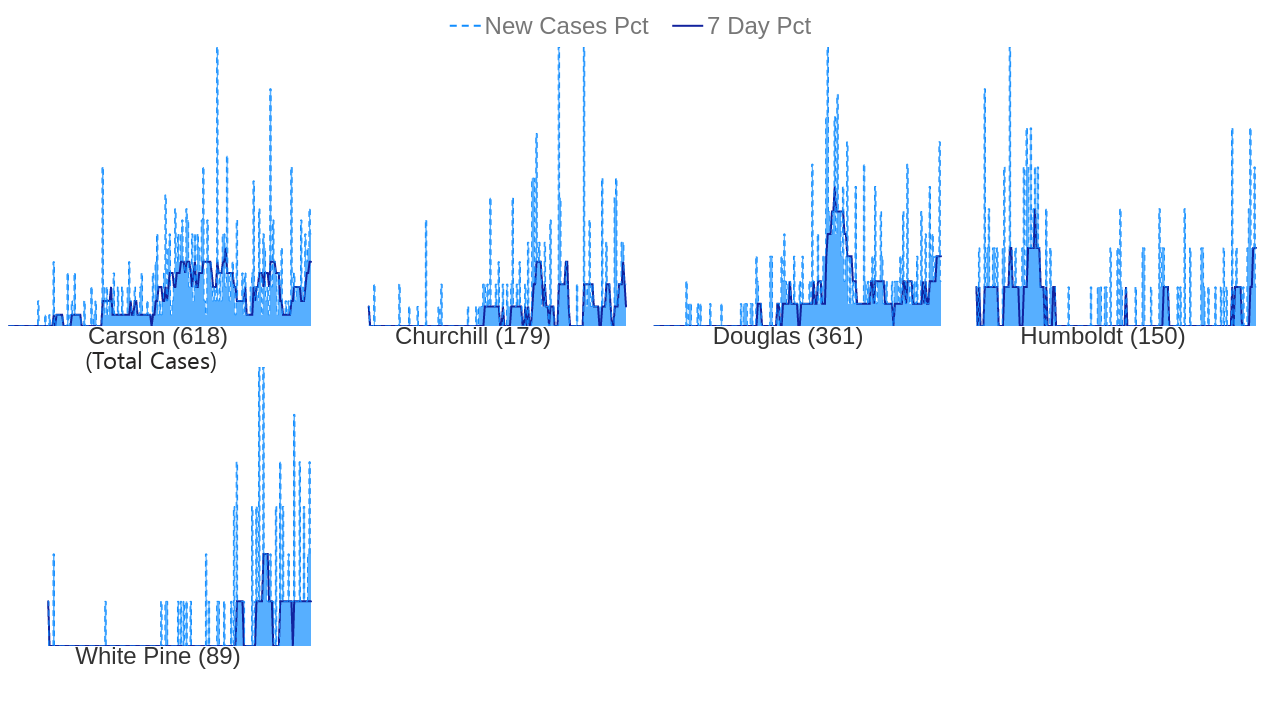 New Cases Pct 7 Day Pct
Carson (618)
(Total Cases)
Churchill (179)
Douglas (361)
Humboldt (150)
White Pine (89)